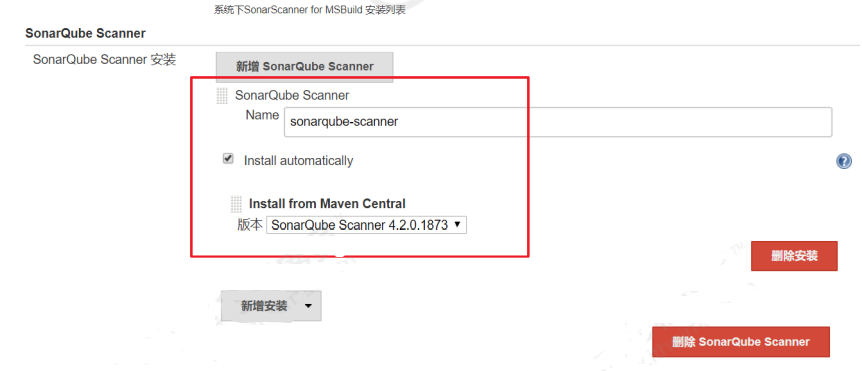 系统下SonarScanner for MSBuild 安装列表
SonarQube Scanner
SonarQube Scanner 安装
新增 SonarQube Scanner
SonarQube Scanner
Name
sonarqube-scanner
Install automatically
Install from Maven Central
版本 SonarQube Scanner 4.2.0.1873
删除安装
新增安装
删除 SonarQube Scanner